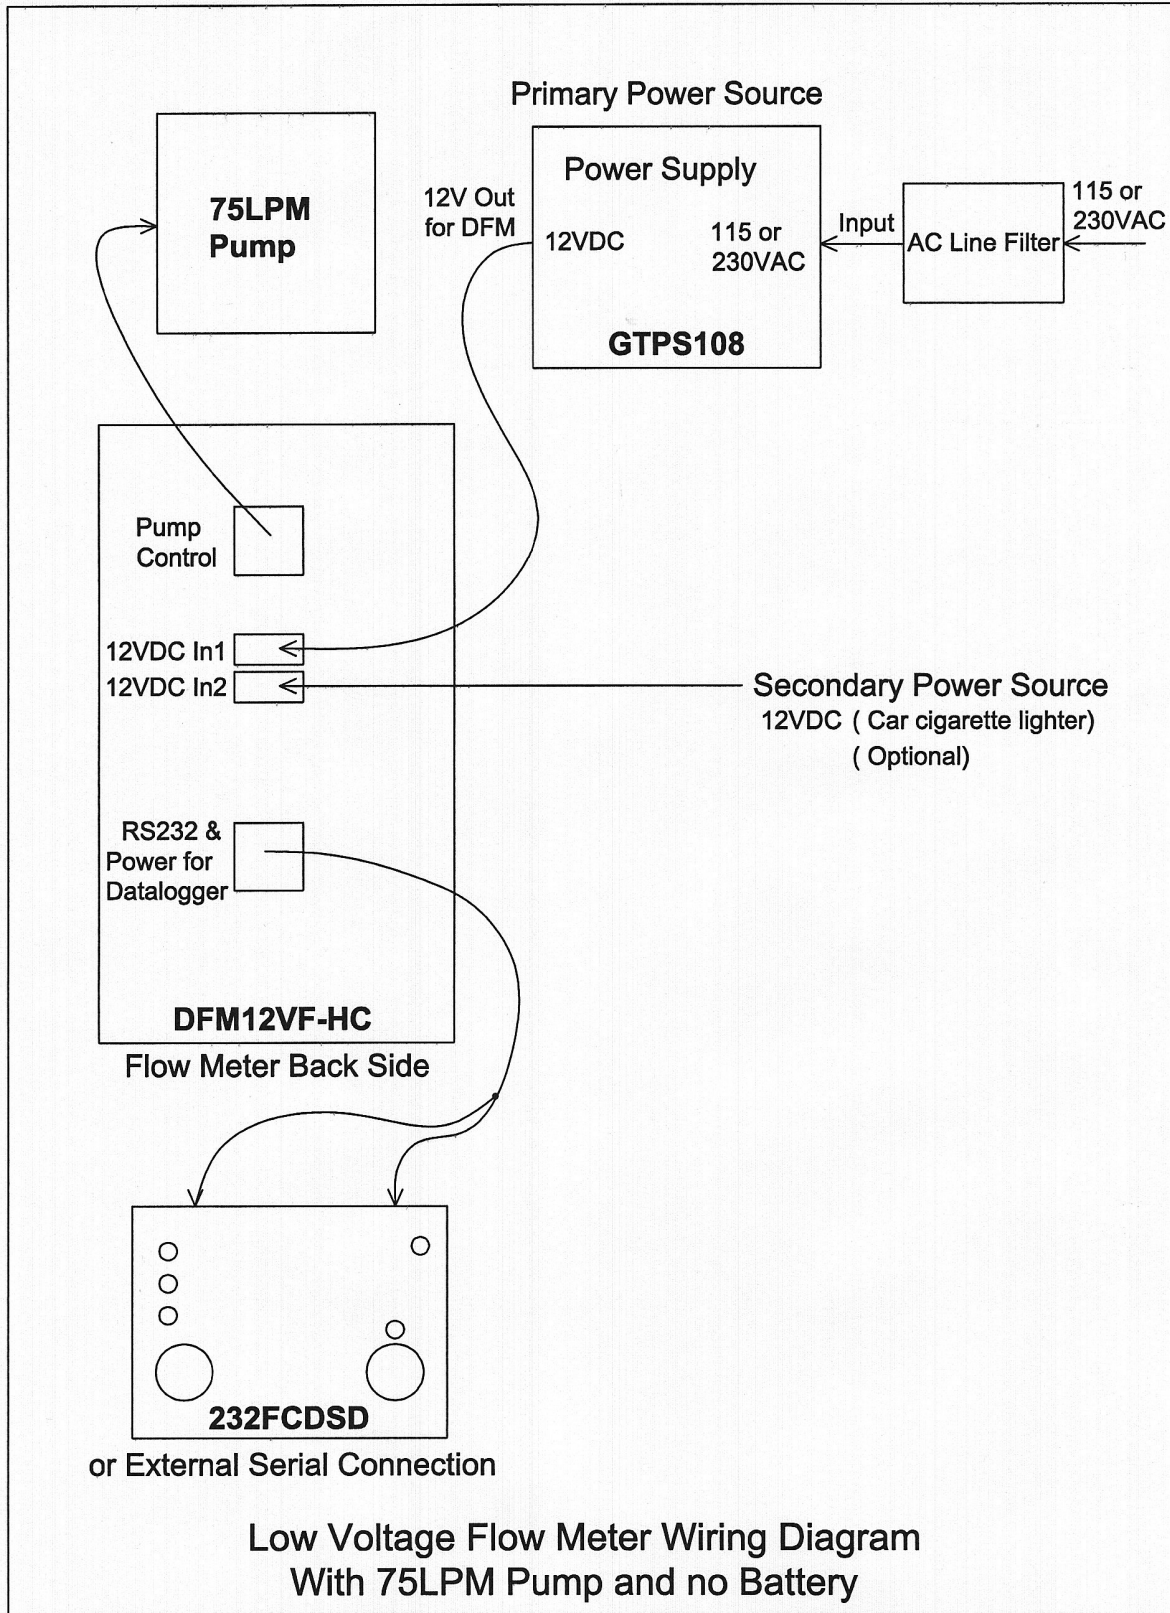 Primary Power Source
75LPM
Pump
12V Out
for DFM
Power Supply
12VDC
115 or
230VAC
GTPS108
Input
AC Line Filter
115 or
230VAC
Pump
Control
12VDC In1
12VDC In2
Secondary Power Source
12VDC ( Car cigarette lighter)
( Optional)
RS232 &
Power for
Datalogger
DFM12VF-HC
Flow Meter Back Side
232FCDSD
or External Serial Connection
Low Voltage Flow Meter Wiring Diagram
With 75LPM Pump and no Battery